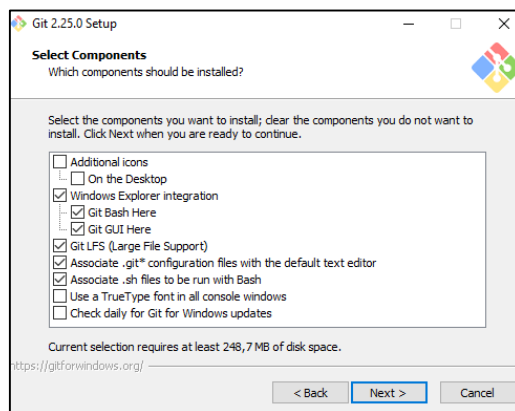 Git 2.25.0 Setup
Select Components
Which components should be installed?
Select the components you want to install; clear the components you do not want to
install. Click Next when you are ready to continue.
Additional icons
On the Desktop
Windows Explorer integration
Git Bash Here
Git GUI Here
Git LFS (Large File Support)
Associate .git* configuration files with the default text editor
Associate .sh files to be run with Bash
Use a TrueType font in all console windows
Check daily for Git for Windows updates
Current selection requires at least 248,7 MB of disk space.
https://gitforwindows.org/
< Back Next > Cancel